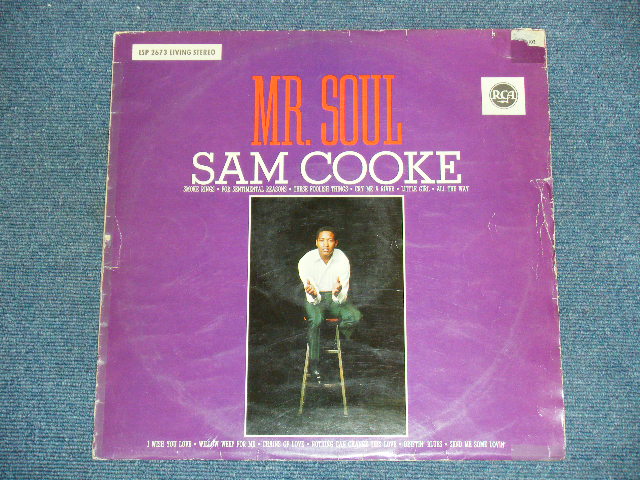 LSP 2673 LIVING STEREO
RCA
MR. SOUL
SAM COOKE
SMOKE RINGS • FOR SENTIMENTAL REASONS • THESE FOOLISH THINGS • CRY ME A RIVER • LITTLE GIRL • ALL THE WAY
I WISH YOU LOVE • WILLOW WEEP FOR ME • CHAINS OF LOVE • NOTHING CAN CHANGE THIS LOVE • DRIFTIN' BLUES • SEND ME SOME LOVIN'